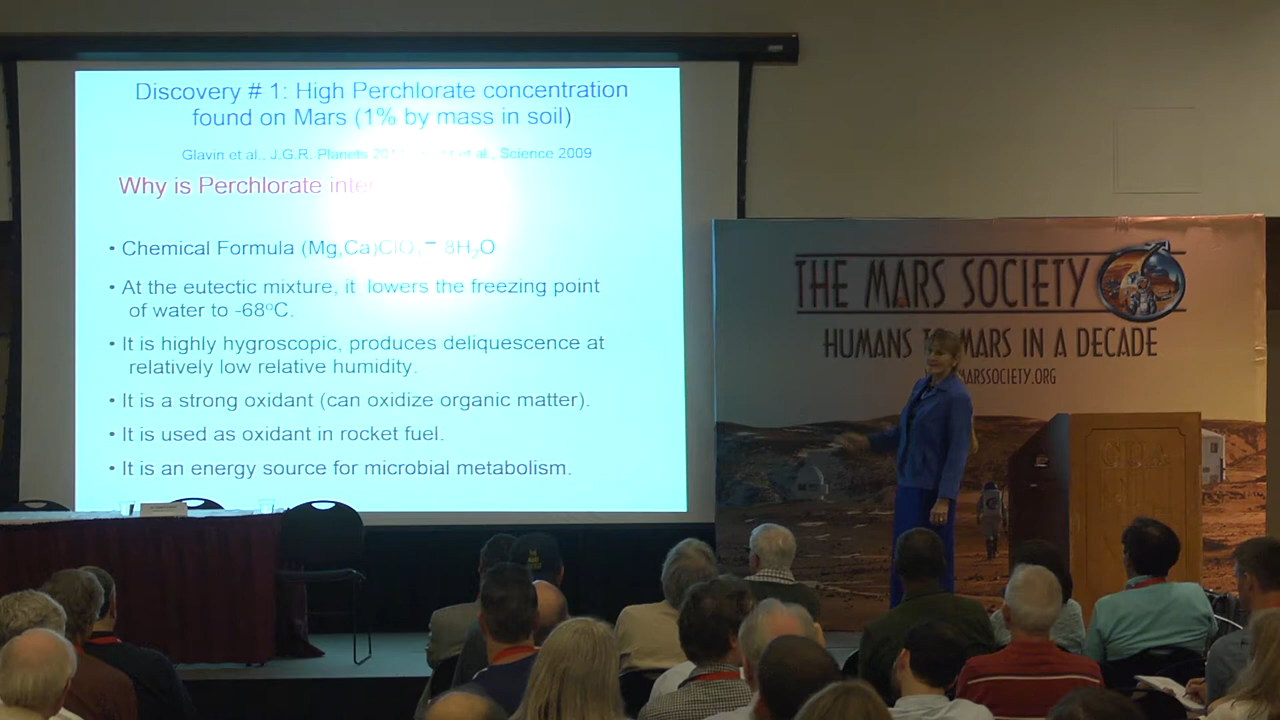 Discovery # 1: High Perchlorate concentration
found on Mars (1% by mass in soil)
Glavin et al., J.G.R. Planets et al., Science 2009
Why is Perchlorate
• Chemical Formula (Mg,Ca)ClO 8H₂O
• At the eutectic mixture, it lowers the freezing point
of water to -68°C.
• It is highly hygroscopic, produces deliquescence at
relatively low relative humidity.
• It is a strong oxidant (can oxidize organic matter).
• It is used as oxidant in rocket fuel.
• It is an energy source for microbial metabolism.
THE MARS SOCIETY
HUMANS MARS IN A DECADE
MARSSOCIETY.ORG